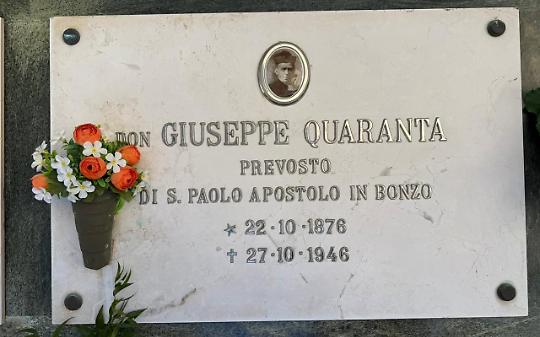 DON GIUSEPPE QUARANTA
PREVOSTO
DI S. PAOLO APOSTOLO IN BONZO
* 22·10·1876
† 27·10·1946